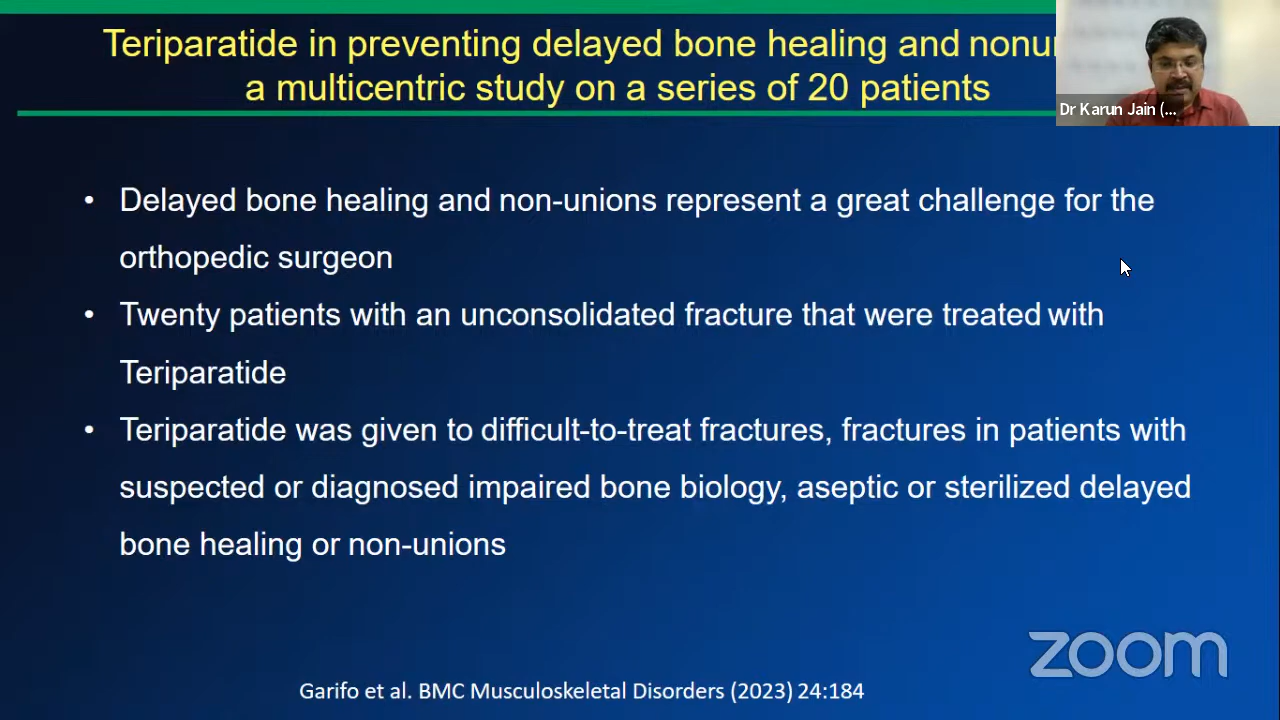 Teriparatide in preventing delayed bone healing and
a multicentric study on a series of 20 patients
Dr Karun Jain (...
• Delayed bone healing and non-unions represent a great challenge for the
orthopedic surgeon
• Twenty patients with an unconsolidated fracture that were treated with
Teriparatide
• Teriparatide was given to difficult-to-treat fractures, fractures in patients with
suspected or diagnosed impaired bone biology, aseptic or sterilized delayed
bone healing or non-unions
zoom
Garifo et al. BMC Musculoskeletal Disorders (2023) 24:184